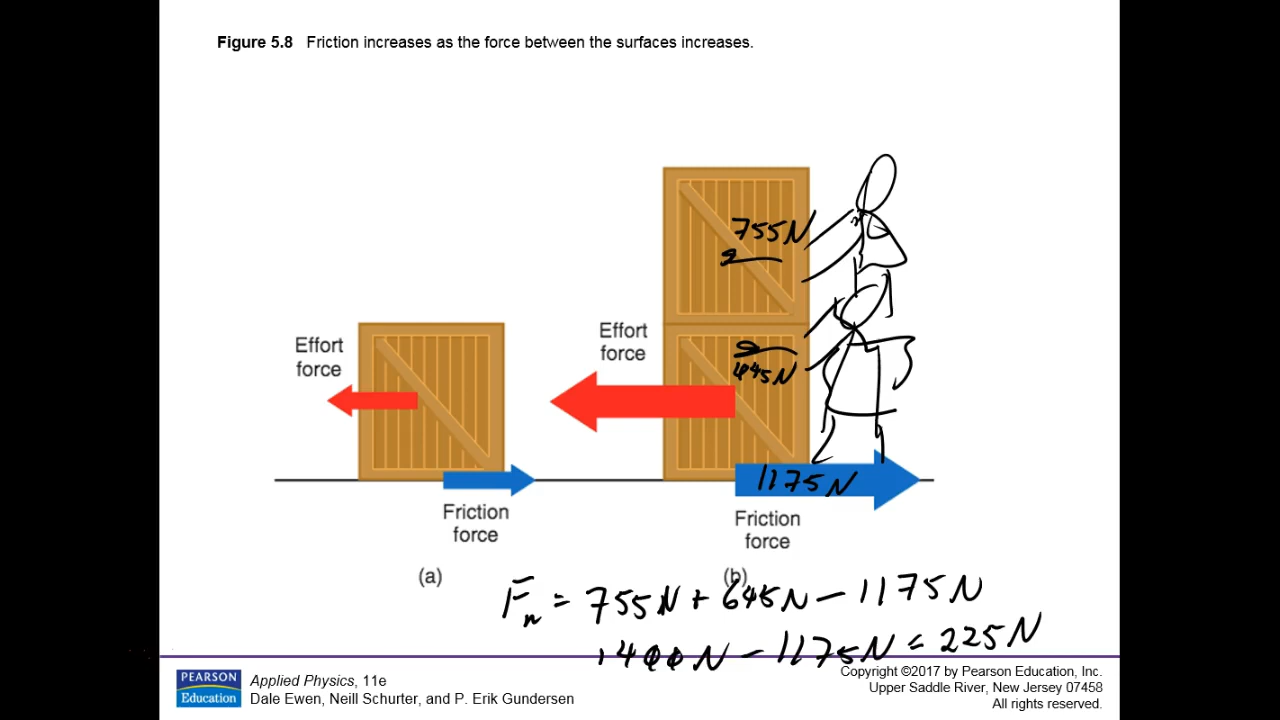 Figure 5.8 Friction increases as the force between the surfaces increases.
755N
Effort
force
Effort
force
645N
1175N
Friction
force
Friction
force
(a)
(b)
Fn = 755N + 645N - 1175N
1400N - 1175N = 225N
PEARSON
Education
Applied Physics, 11e
Dale Ewen, Neill Schurter, and P. Erik Gundersen
Copyright ©2017 by Pearson Education, Inc.
Upper Saddle River, New Jersey 07458
All rights reserved.